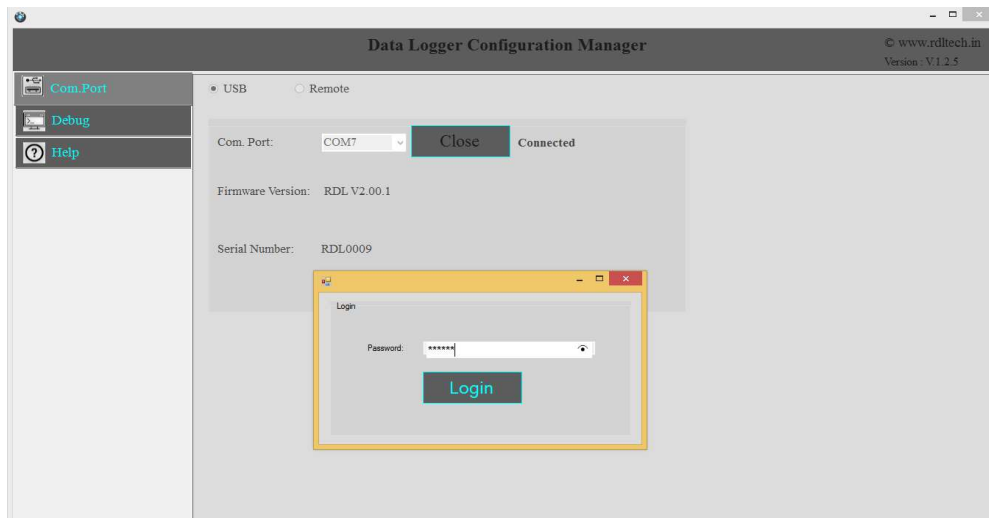 Data Logger Configuration Manager
© www.rdltech.in
Version : V.1.2.5
Com.Port
USB Remote
Debug
Help
Com. Port: COM7 Close Connected
Firmware Version: RDL V2.00.1
Serial Number: RDL0009
Login
Password: ******
Login